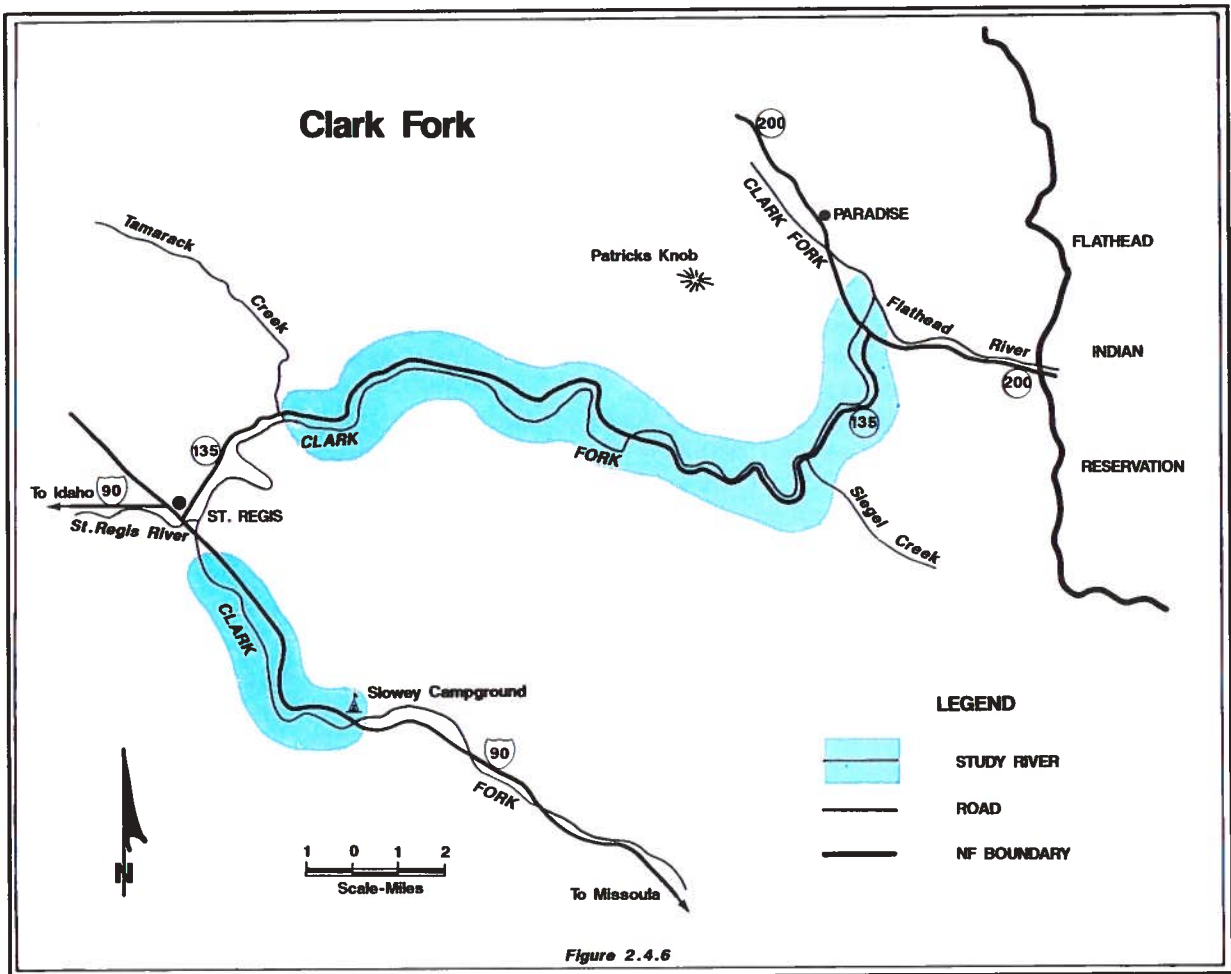 Clark Fork
200
CLARK FORK
PARADISE
Tamarack
Creek
Patricks Knob
FLATHEAD
Flathead
River
INDIAN
200
135
CLARK
FORK
135
RESERVATION
To Idaho 90
ST. REGIS
St. Regis River
Siegel Creek
CLARK
Slowey Campground
90
FORK
LEGEND
STUDY RIVER
ROAD
NF BOUNDARY
N
1 0 1 2
Scale-Miles
To Missoula
Figure 2.4.6